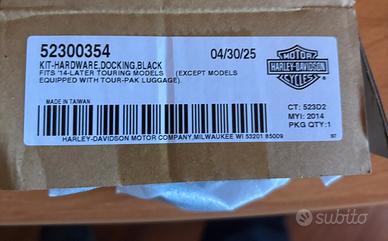 52300354 04/30/25
KIT-HARDWARE,DOCKING,BLACK
FITS '14-LATER TOURING MODELS (EXCEPT MODELS
EQUIPPED WITH TOUR-PAK LUGGAGE).
MOTOR
HARLEY-DAVIDSON
CYCLES
MADE IN TAIWAN
CT: 523D2
MYI: 2014
PKG QTY:1
HARLEY-DAVIDSON MOTOR COMPANY,MILWAUKEE WI 53201 85009
subito